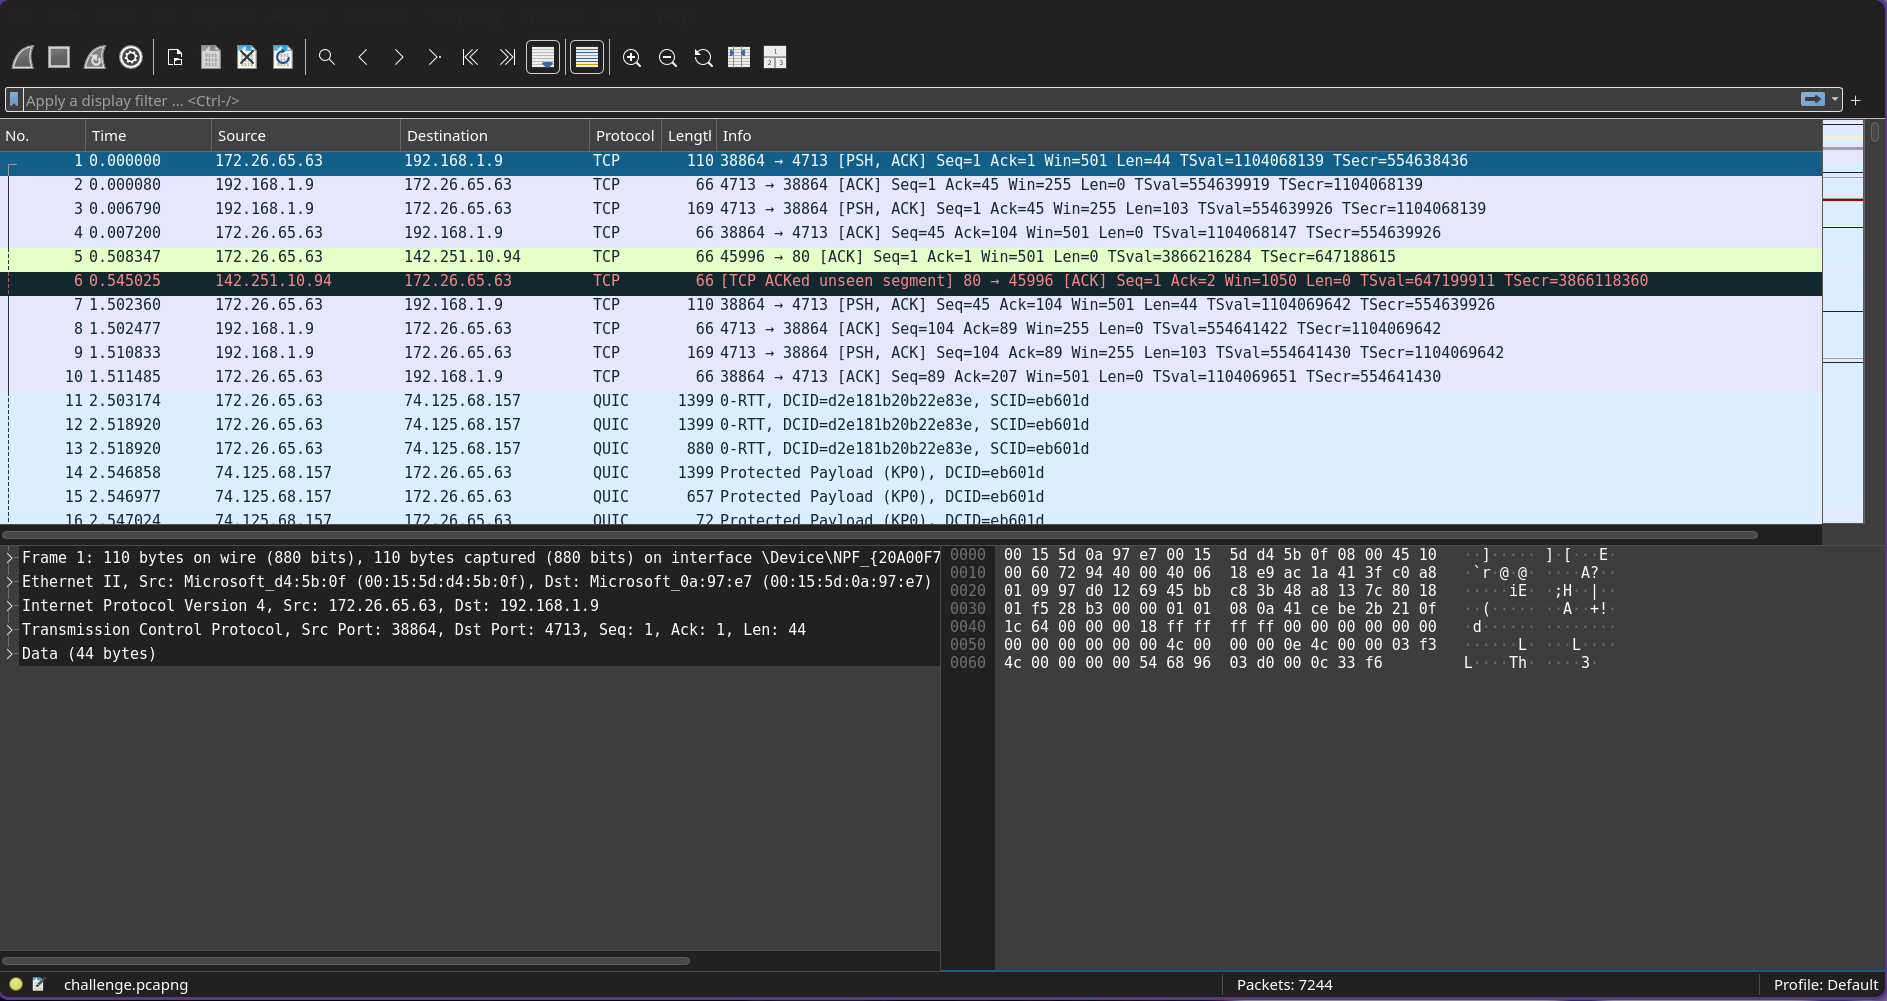 File Edit View Go Capture Analyze Statistics Telephony Wireless Tools Help
Apply a display filter ... <Ctrl-/>
+
No. Time Source Destination Protocol Lengtl Info
1 0.000000 172.26.65.63 192.168.1.9 TCP 110 38864 → 4713 [PSH, ACK] Seq=1 Ack=1 Win=501 Len=44 TSval=1104068139 TSecr=554638436
2 0.000080 192.168.1.9 172.26.65.63 TCP 66 4713 → 38864 [ACK] Seq=1 Ack=45 Win=255 Len=0 TSval=554639919 TSecr=1104068139
3 0.006790 192.168.1.9 172.26.65.63 TCP 169 4713 → 38864 [PSH, ACK] Seq=1 Ack=45 Win=255 Len=103 TSval=554639926 TSecr=1104068139
4 0.007200 172.26.65.63 192.168.1.9 TCP 66 38864 → 4713 [ACK] Seq=45 Ack=104 Win=501 Len=0 TSval=1104068147 TSecr=554639926
5 0.508347 172.26.65.63 142.251.10.94 TCP 66 45996 → 80 [ACK] Seq=1 Ack=1 Win=501 Len=0 TSval=3866216284 TSecr=647188615
6 0.545025 142.251.10.94 172.26.65.63 TCP 66 [TCP ACKed unseen segment] 80 → 45996 [ACK] Seq=1 Ack=2 Win=1050 Len=0 TSval=647199911 TSecr=3866118360
7 1.502360 172.26.65.63 192.168.1.9 TCP 110 38864 → 4713 [PSH, ACK] Seq=45 Ack=104 Win=501 Len=44 TSval=1104069642 TSecr=554639926
8 1.502477 192.168.1.9 172.26.65.63 TCP 66 4713 → 38864 [ACK] Seq=104 Ack=89 Win=255 Len=0 TSval=554641422 TSecr=1104069642
9 1.510833 192.168.1.9 172.26.65.63 TCP 169 4713 → 38864 [PSH, ACK] Seq=104 Ack=89 Win=255 Len=103 TSval=554641430 TSecr=1104069642
10 1.511485 172.26.65.63 192.168.1.9 TCP 66 38864 → 4713 [ACK] Seq=89 Ack=207 Win=501 Len=0 TSval=1104069651 TSecr=554641430
11 2.503174 172.26.65.63 74.125.68.157 QUIC 1399 0-RTT, DCID=d2e181b20b22e83e, SCID=eb601d
12 2.518920 172.26.65.63 74.125.68.157 QUIC 1399 0-RTT, DCID=d2e181b20b22e83e, SCID=eb601d
13 2.518920 172.26.65.63 74.125.68.157 QUIC 880 0-RTT, DCID=d2e181b20b22e83e, SCID=eb601d
14 2.546858 74.125.68.157 172.26.65.63 QUIC 1399 Protected Payload (KP0), DCID=eb601d
15 2.546977 74.125.68.157 172.26.65.63 QUIC 657 Protected Payload (KP0), DCID=eb601d
16 2.547024 74.125.68.157 172.26.65.63 QUIC 72 Protected Payload (KP0), DCID=eb601d
Frame 1: 110 bytes on wire (880 bits), 110 bytes captured (880 bits) on interface \Device\NPF_{20A00F7
Ethernet II, Src: Microsoft_d4:5b:0f (00:15:5d:d4:5b:0f), Dst: Microsoft_0a:97:e7 (00:15:5d:0a:97:e7)
Internet Protocol Version 4, Src: 172.26.65.63, Dst: 192.168.1.9
Transmission Control Protocol, Src Port: 38864, Dst Port: 4713, Seq: 1, Ack: 1, Len: 44
Data (44 bytes)
0000 00 15 5d 0a 97 e7 00 15 5d d4 5b 0f 08 00 45 10 ··]····· ]·[···E·
0010 00 60 72 94 40 00 40 06 18 e9 ac 1a 41 3f c0 a8 ·`r·@·@· ····A?··
0020 01 09 97 d0 12 69 45 bb c8 3b 48 a8 13 7c 80 18 ·····iE· ·;H··|··
0030 01 f5 28 b3 00 00 01 01 08 0a 41 ce be 2b 21 0f ··(····· ··A··+!·
0040 1c 64 00 00 00 18 ff ff ff ff 00 00 00 00 00 00 ·d······ ········
0050 00 00 00 00 00 4c 00 00 00 0e 4c 00 00 03 f3 ······L· ···L····
0060 4c 00 00 00 00 54 68 96 03 d0 00 0c 33 f6 L····Th· ····3·
challenge.pcapng
Packets: 7244
Profile: Default